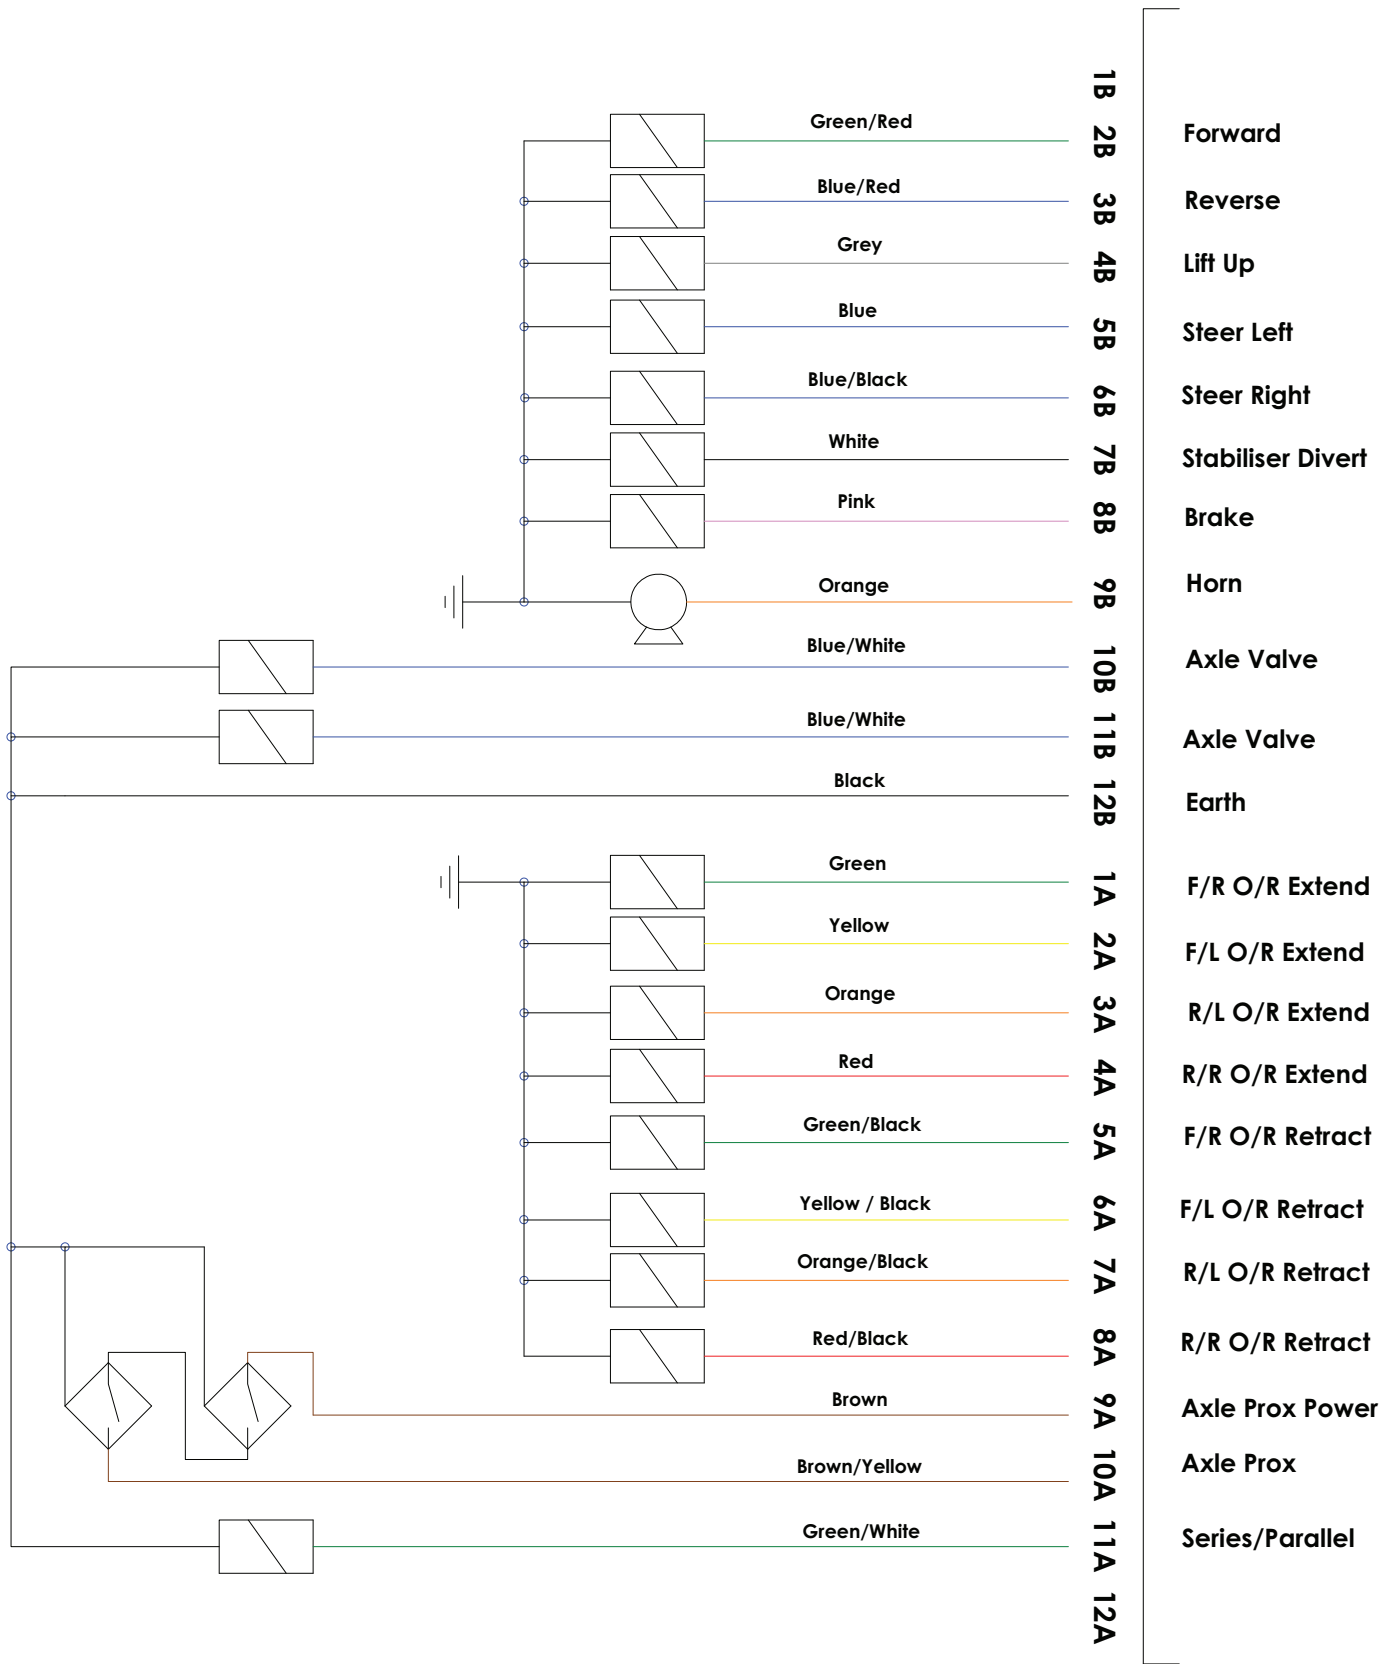 1B
Green/Red 2B Forward
Blue/Red 3B Reverse
Grey 4B Lift Up
Blue 5B Steer Left
Blue/Black 6B Steer Right
White 7B Stabiliser Divert
Pink 8B Brake
Orange 9B Horn
Blue/White 10B Axle Valve
Blue/White 11B Axle Valve
Black 12B Earth
Green 1A F/R O/R Extend
Yellow 2A F/L O/R Extend
Orange 3A R/L O/R Extend
Red 4A R/R O/R Extend
Green/Black 5A F/R O/R Retract
Yellow / Black 6A F/L O/R Retract
Orange/Black 7A R/L O/R Retract
Red/Black 8A R/R O/R Retract
Brown 9A Axle Prox Power
Brown/Yellow 10A Axle Prox
Green/White 11A Series/Parallel
12A